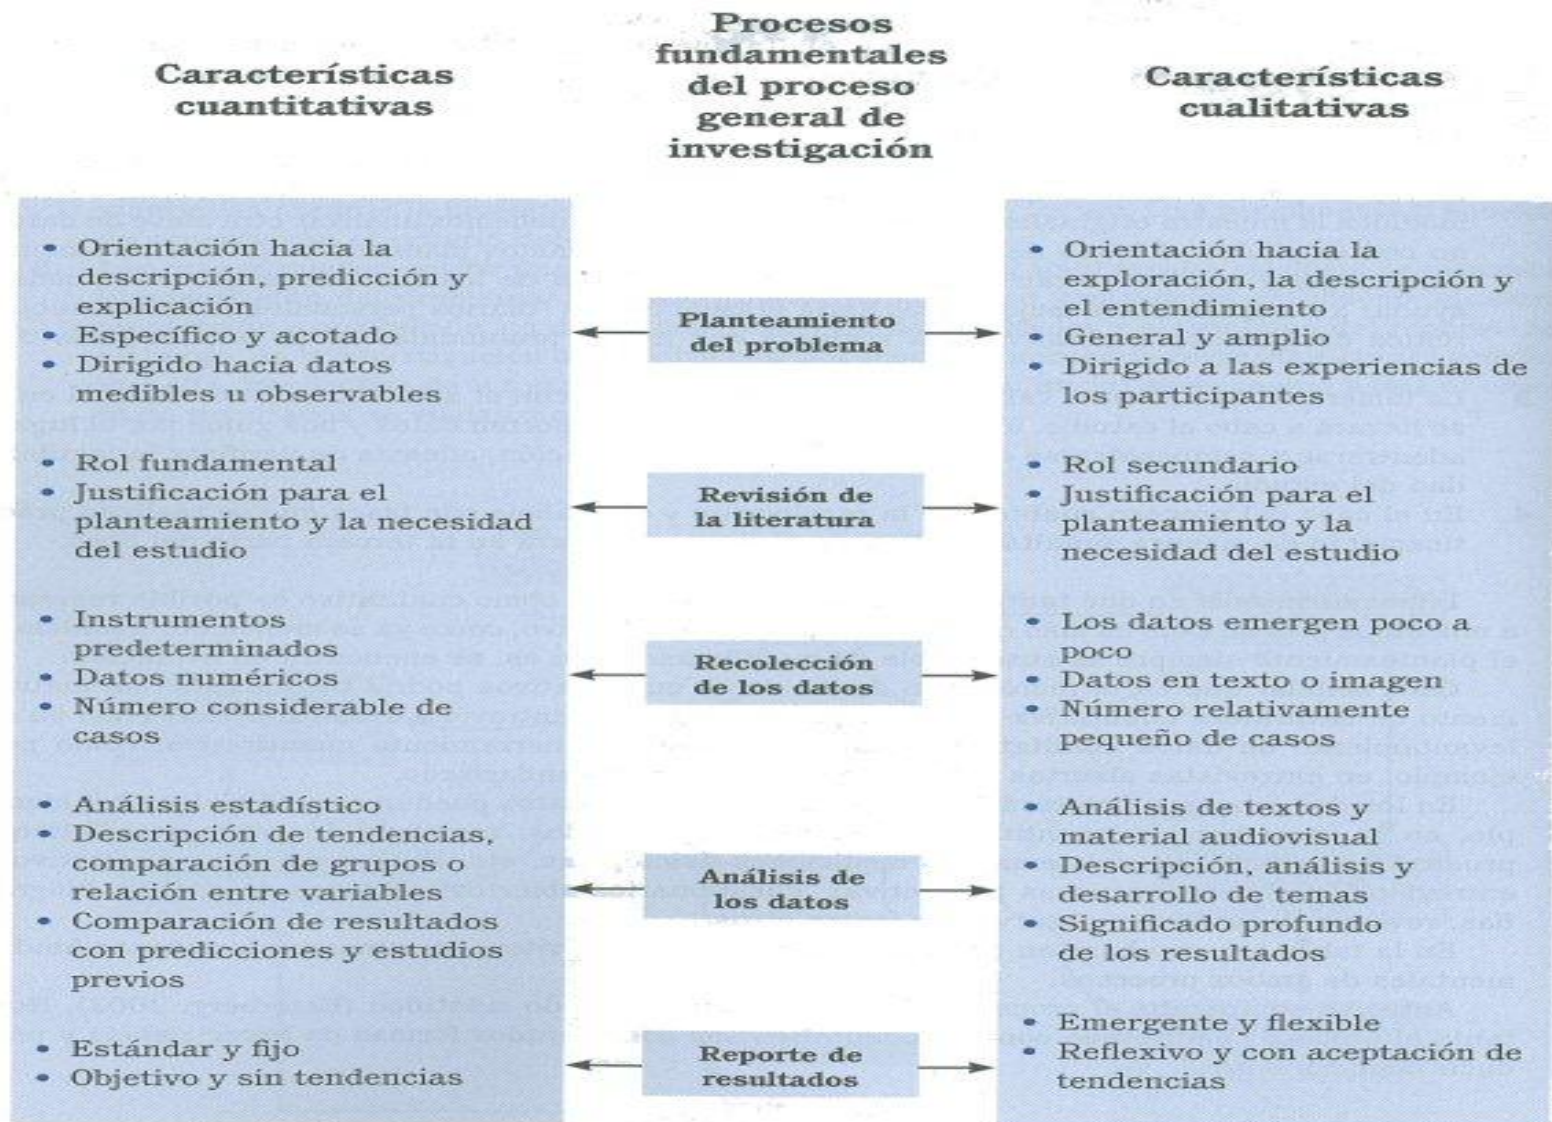 Características
cuantitativas
Procesos
fundamentales
del proceso
general de
investigación
Características
cualitativas
• Orientación hacia la
descripción, predicción y
explicación
• Específico y acotado
• Dirigido hacia datos
medibles u observables
Planteamiento
del problema
• Orientación hacia la
exploración, la descripción y
el entendimiento
• General y amplio
• Dirigido a las experiencias de
los participantes
• Rol fundamental
• Justificación para el
planteamiento y la necesidad
del estudio
Revisión de
la literatura
• Rol secundario
• Justificación para el
planteamiento y la
necesidad del estudio
• Instrumentos
predeterminados
• Datos numéricos
• Número considerable de
casos
Recolección
de los datos
• Los datos emergen poco a
poco
• Datos en texto o imagen
• Número relativamente
pequeño de casos
• Análisis estadístico
• Descripción de tendencias,
comparación de grupos o
relación entre variables
• Comparación de resultados
con predicciones y estudios
previos
Análisis de
los datos
• Análisis de textos y
material audiovisual
• Descripción, análisis y
desarrollo de temas
• Significado profundo
de los resultados
• Estándar y fijo
• Objetivo y sin tendencias
Reporte de
resultados
• Emergente y flexible
• Reflexivo y con aceptación de
tendencias